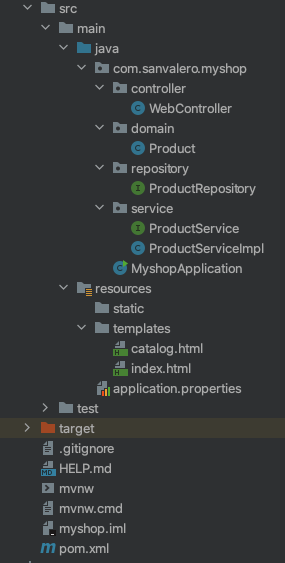 src
main
java
com.sanvalero.myshop
controller
WebController
domain
Product
repository
ProductRepository
service
ProductService
ProductServiceImpl
MyshopApplication
resources
static
templates
catalog.html
index.html
application.properties
test
target
.gitignore
HELP.md
mvnw
mvnw.cmd
myshop.iml
pom.xml